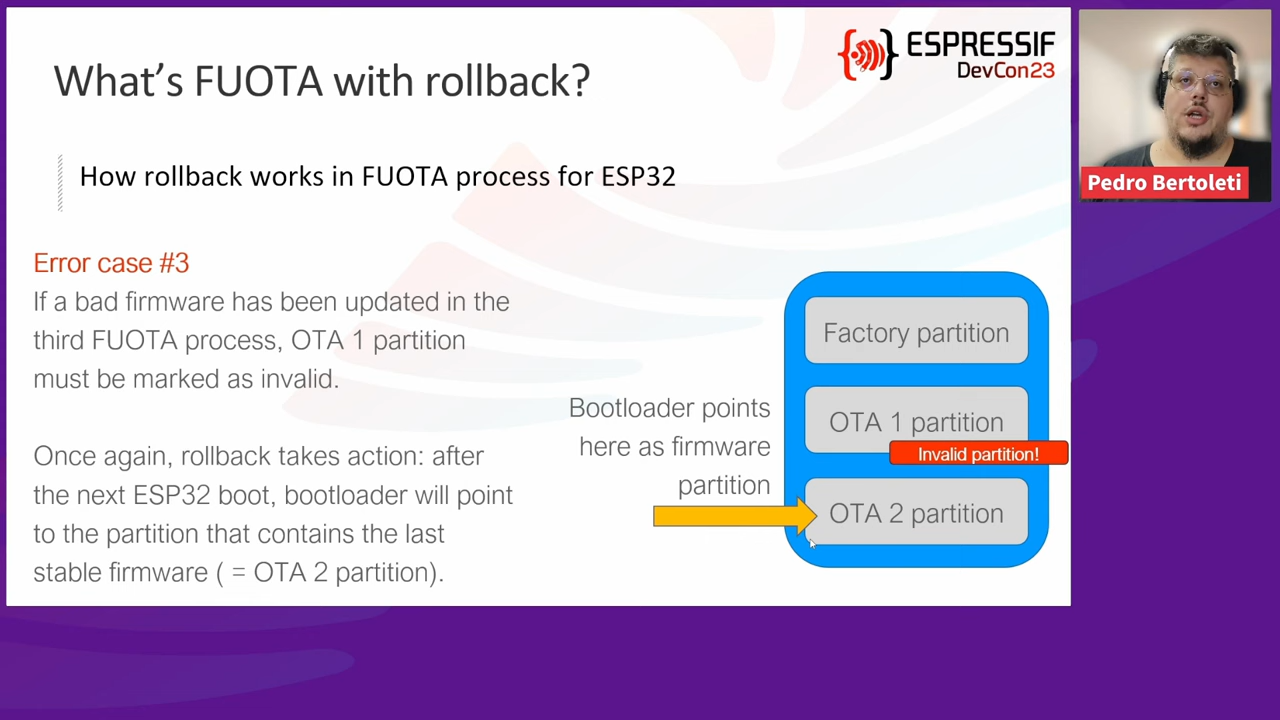 What's FUOTA with rollback?
ESPRESSIF
DevCon23
How rollback works in FUOTA process for ESP32
Error case #3
If a bad firmware has been updated in the
third FUOTA process, OTA 1 partition
must be marked as invalid.
Once again, rollback takes action: after
the next ESP32 boot, bootloader will point
to the partition that contains the last
stable firmware ( = OTA 2 partition).
Bootloader points
here as firmware
partition
Factory partition
OTA 1 partition
Invalid partition!
OTA 2 partition
Pedro Bertoleti